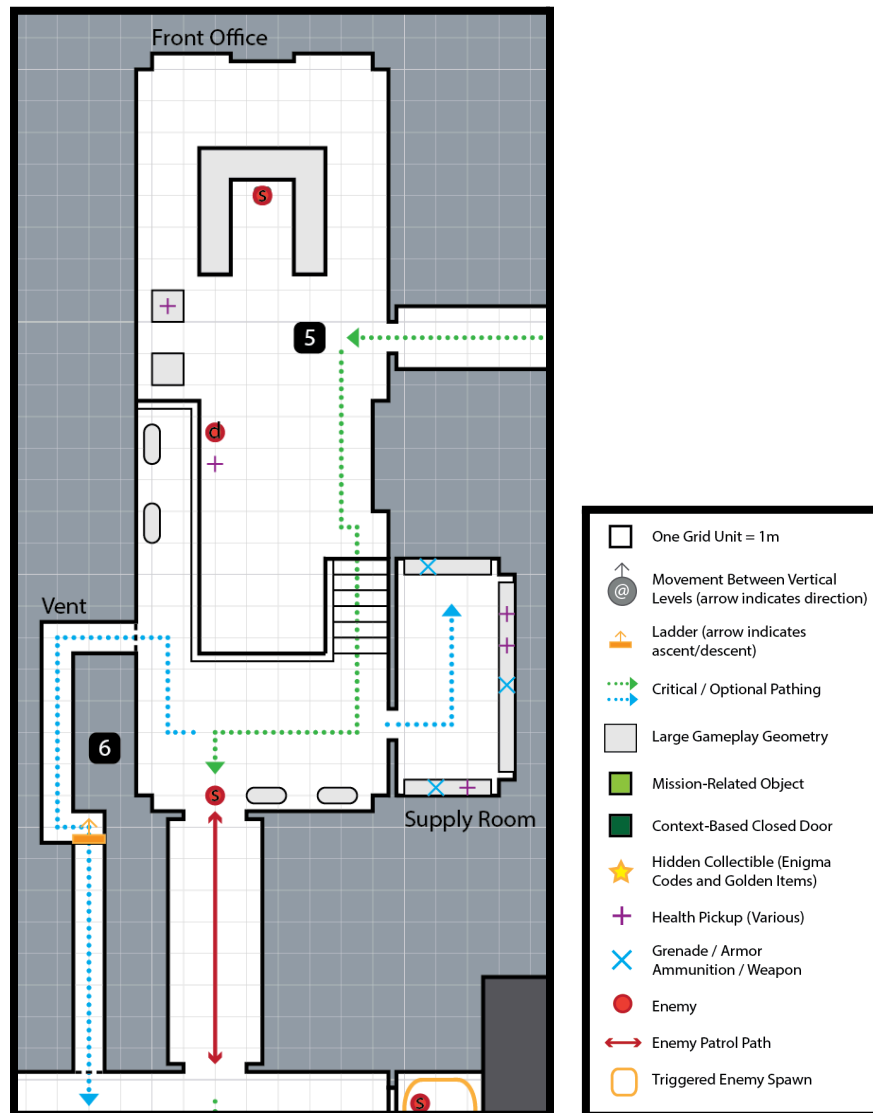 Front Office
s
5
d
Vent
6
s
Supply Room
s
One Grid Unit = 1m
@
Movement Between Vertical
Levels (arrow indicates direction)
Ladder (arrow indicates
ascent/descent)
Critical / Optional Pathing
Large Gameplay Geometry
Mission-Related Object
Context-Based Closed Door
Hidden Collectible (Enigma
Codes and Golden Items)
Health Pickup (Various)
Grenade / Armor
Ammunition / Weapon
Enemy
Enemy Patrol Path
Triggered Enemy Spawn